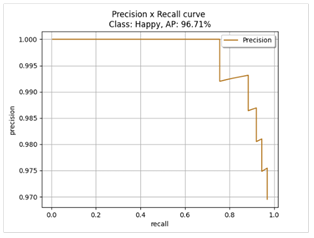 Precision x Recall curve
Class: Happy, AP: 96.71%
Precision
1.000
0.995
0.990
0.985
0.980
0.975
0.970
precision
0.0 0.2 0.4 0.6 0.8 1.0
recall